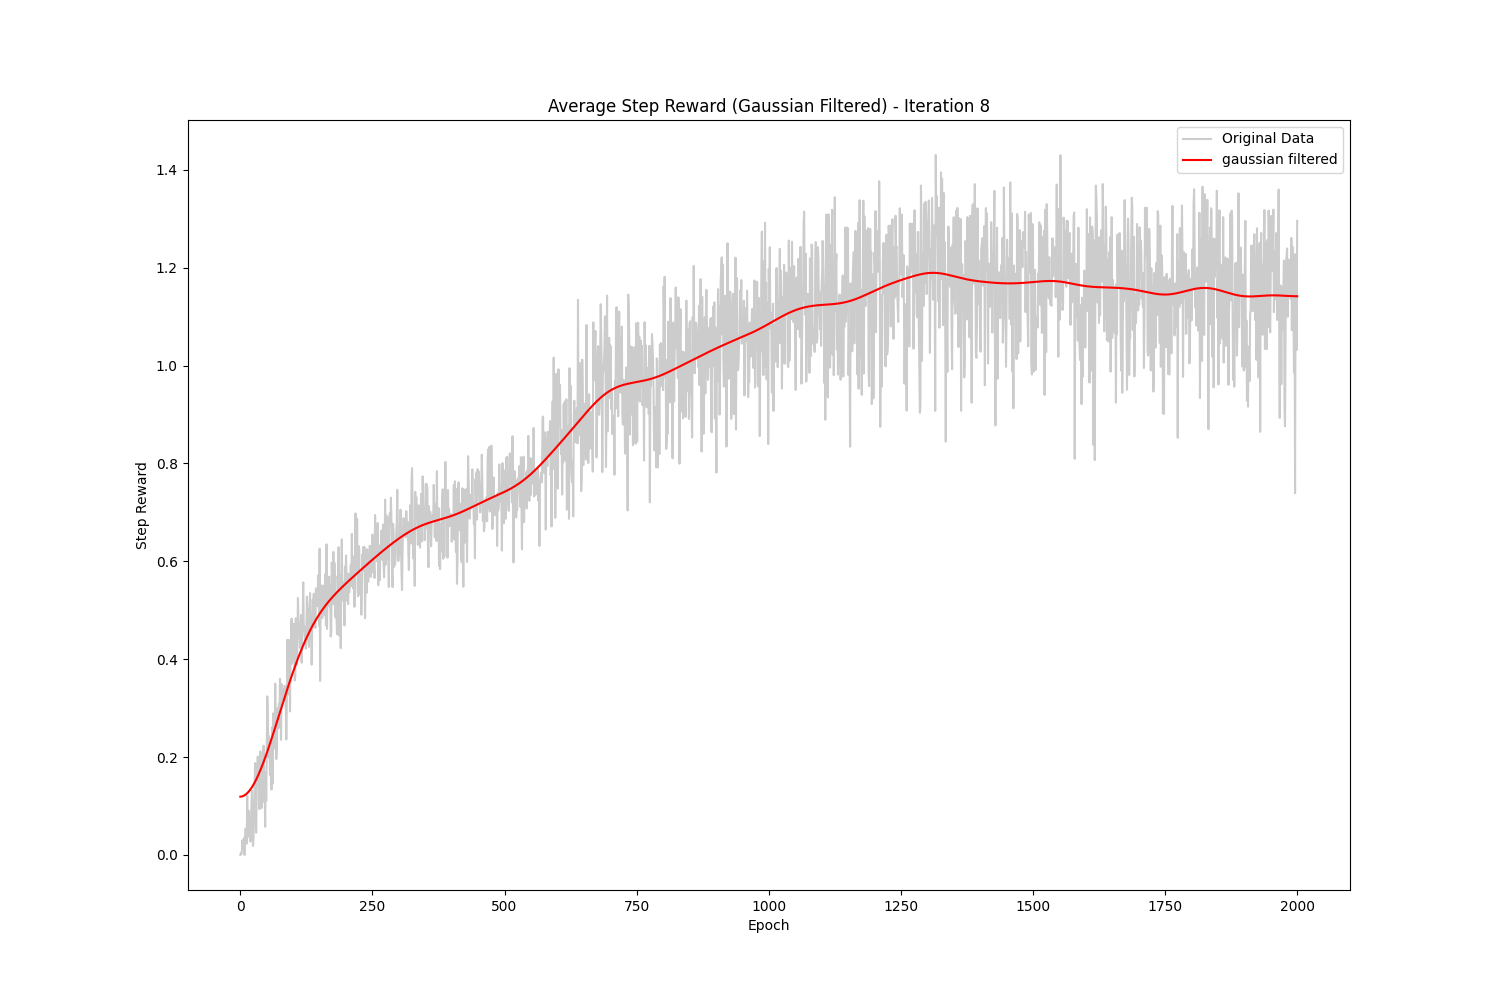 Average Step Reward (Gaussian Filtered) - Iteration 8
Original Data
gaussian filtered
1.4
1.2
1.0
0.8
0.6
0.4
0.2
0.0
Step Reward
0 250 500 750 1000 1250 1500 1750 2000
Epoch